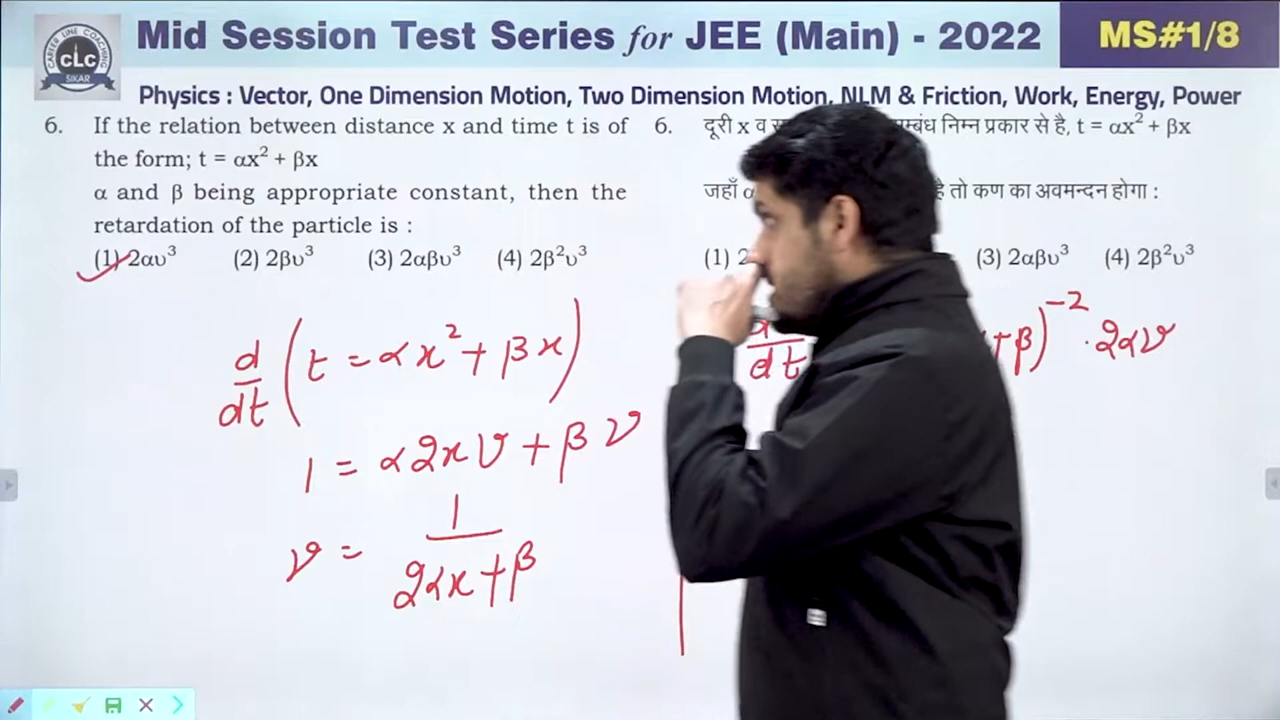 CAREER LINE COACHING
CLC
SIKAR
Mid Session Test Series for JEE (Main) - 2022
MS#1/8
Physics : Vector, One Dimension Motion, Two Dimension Motion, NLM & Friction, Work, Energy, Power
6. If the relation between distance x and time t is of
the form; t = αx² + βx
α and β being appropriate constant, then the
retardation of the particle is :
(1) 2αυ³ (2) 2βυ³ (3) 2αβυ³ (4) 2β²υ³
6. दूरी x व निम्न प्रकार से है, t = αx² + βx
जहाँ है तो कण का अवमन्दन होगा :
(1) 2 (3) 2αβυ³ (4) 2β²υ³
d/dt (t = αx² + βx)
1 = α2xv + βv
v = 1/(2αx+β)
d/dt +β)⁻² · 2αv